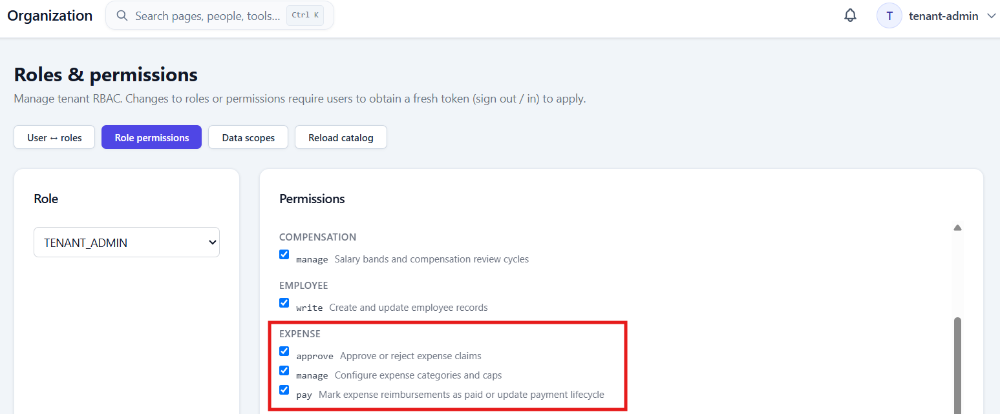 Organization Search pages, people, tools... Ctrl K T tenant-admin
Roles & permissions
Manage tenant RBAC. Changes to roles or permissions require users to obtain a fresh token (sign out / in) to apply.
User ↔ roles Role permissions Data scopes Reload catalog
Role
TENANT_ADMIN
Permissions
COMPENSATION
manage Salary bands and compensation review cycles
EMPLOYEE
write Create and update employee records
EXPENSE
approve Approve or reject expense claims
manage Configure expense categories and caps
pay Mark expense reimbursements as paid or update payment lifecycle